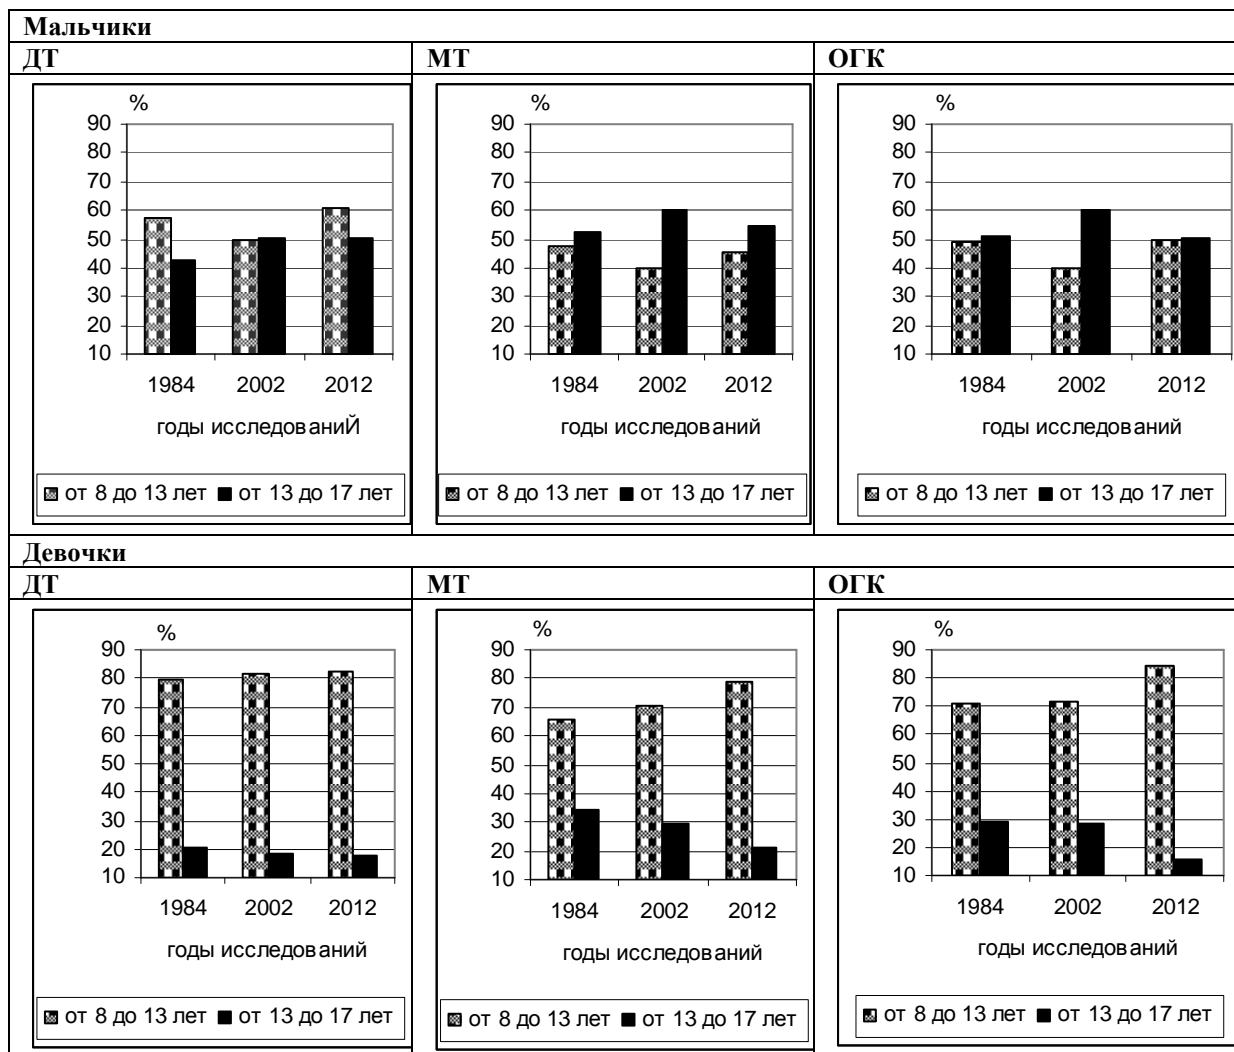 Мальчики
ДТ МТ ОГК
% % %
90 90 90
80 80 80
70 70 70
60 60 60
50 50 50
40 40 40
30 30 30
20 20 20
10 10 10
1984 2002 2012 1984 2002 2012 1984 2002 2012
годы исследованиЙ годы исследований годы исследований
от 8 до 13 лет от 13 до 17 лет от 8 до 13 лет от 13 до 17 лет от 8 до 13 лет от 13 до 17 лет
Девочки
ДТ МТ ОГК
% % %
90 90 90
80 80 80
70 70 70
60 60 60
50 50 50
40 40 40
30 30 30
20 20 20
10 10 10
1984 2002 2012 1984 2002 2012 1984 2002 2012
годы исследований годы исследований годы исследований
от 8 до 13 лет от 13 до 17 лет от 8 до 13 лет от 13 до 17 лет от 8 до 13 лет от 13 до 17 лет